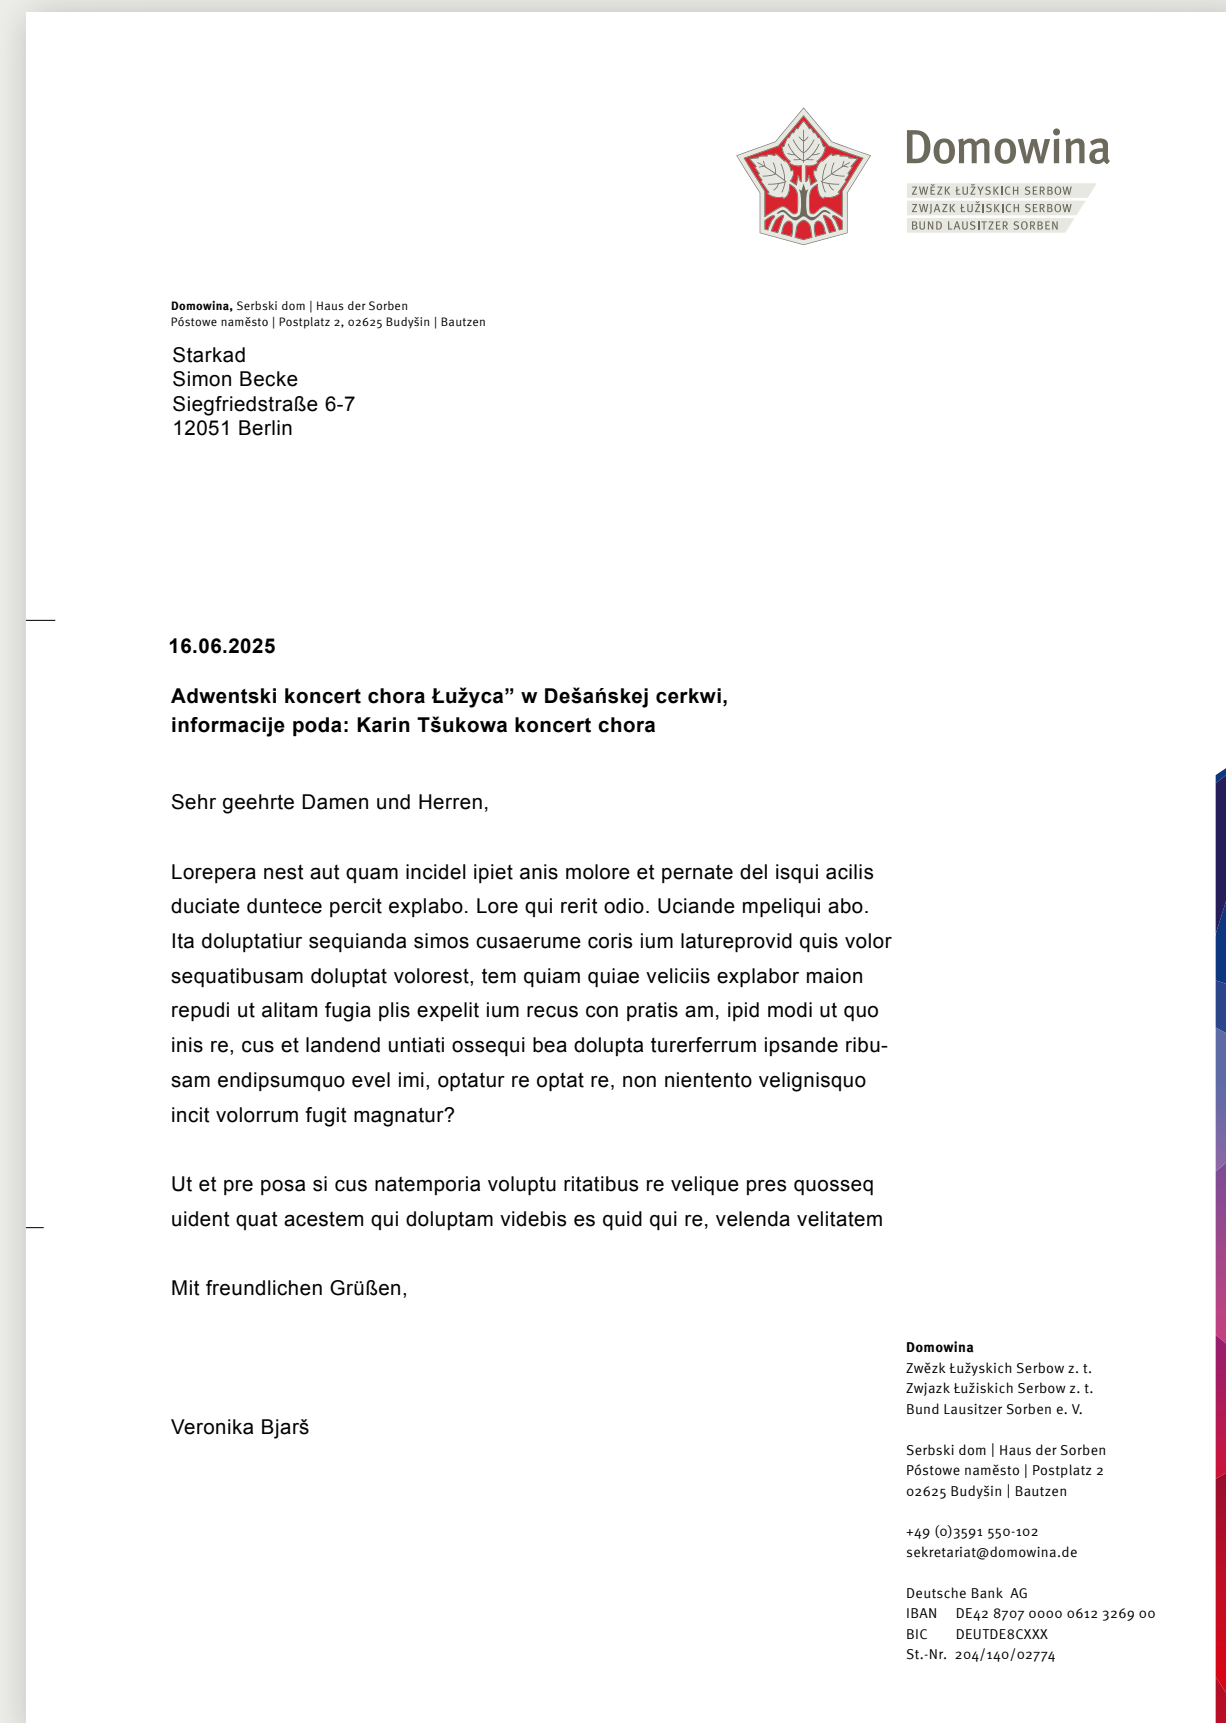 Domowina
ZWĚZK ŁUŽYSKICH SERBOW
ZWJAZK ŁUŽISKICH SERBOW
BUND LAUSITZER SORBEN
Domowina, Serbski dom | Haus der Sorben
Póstowe naměsto | Postplatz 2, 02625 Budyšin | Bautzen
Starkad
Simon Becke
Siegfriedstraße 6-7
12051 Berlin
16.06.2025
Adwentski koncert chora Łužyca” w Dešańskej cerkwi,
informacije poda: Karin Tšukowa koncert chora
Sehr geehrte Damen und Herren,
Lorepera nest aut quam incidel ipiet anis molore et pernate del isqui acilis
duciate duntece percit explabo. Lore qui rerit odio. Uciande mpeliqui abo.
Ita doluptatiur sequianda simos cusaerume coris ium latureprovid quis volor
sequatibusam doluptat volorest, tem quiam quiae veliciis explabor maion
repudi ut alitam fugia plis expelit ium recus con pratis am, ipid modi ut quo
inis re, cus et landend untiati ossequi bea dolupta turerferrum ipsande ribu-
sam endipsumquo evel imi, optatur re optat re, non nientento velignisquo
incit volorrum fugit magnatur?
Ut et pre posa si cus natemporia voluptu ritatibus re velique pres quosseq
uident quat acestem qui doluptam videbis es quid qui re, velenda velitatem
Mit freundlichen Grüßen,
Veronika Bjarš
Domowina
Zwězk Łužyskich Serbow z. t.
Zwjazk Łužiskich Serbow z. t.
Bund Lausitzer Sorben e. V.
Serbski dom | Haus der Sorben
Póstowe naměsto | Postplatz 2
02625 Budyšin | Bautzen
+49 (0)3591 550-102
sekretariat@domowina.de
Deutsche Bank AG
IBAN DE42 8707 0000 0612 3269 00
BIC DEUTDE8CXXX
St.-Nr. 204/140/02774